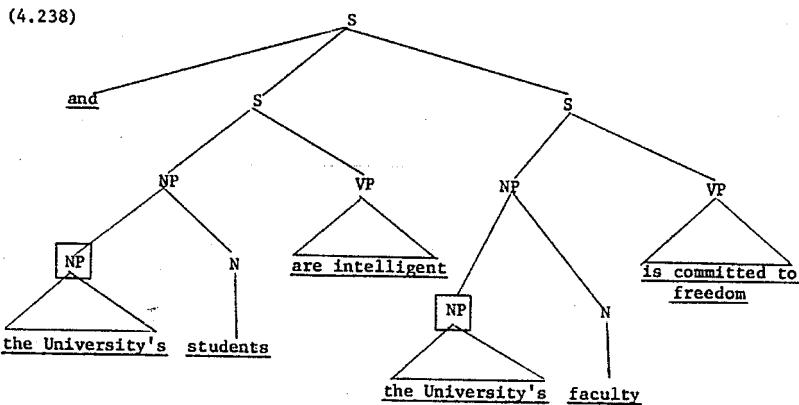 (4.238)
S
and
S
S
NP
VP
NP
VP
NP
N
are intelligent
is committed to
freedom
NP
N
the University's
students
the University's
faculty